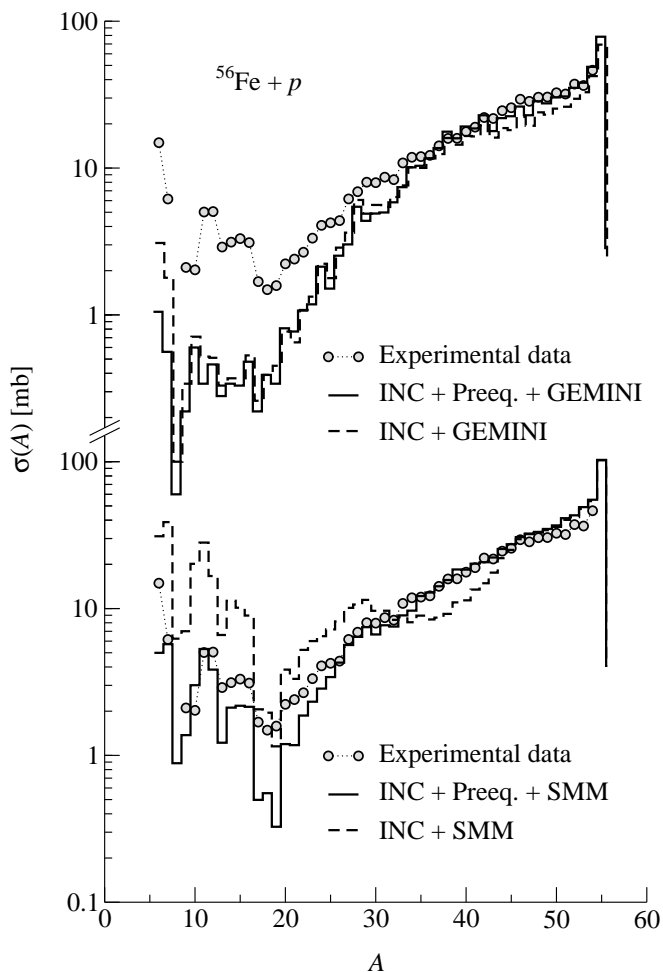 100
⁵⁶Fe + p
10
1
Experimental data
INC + Preeq. + GEMINI
INC + GEMINI
σ(A) [mb]
100
10
1
Experimental data
INC + Preeq. + SMM
INC + SMM
0.1
0 10 20 30 40 50 60
A